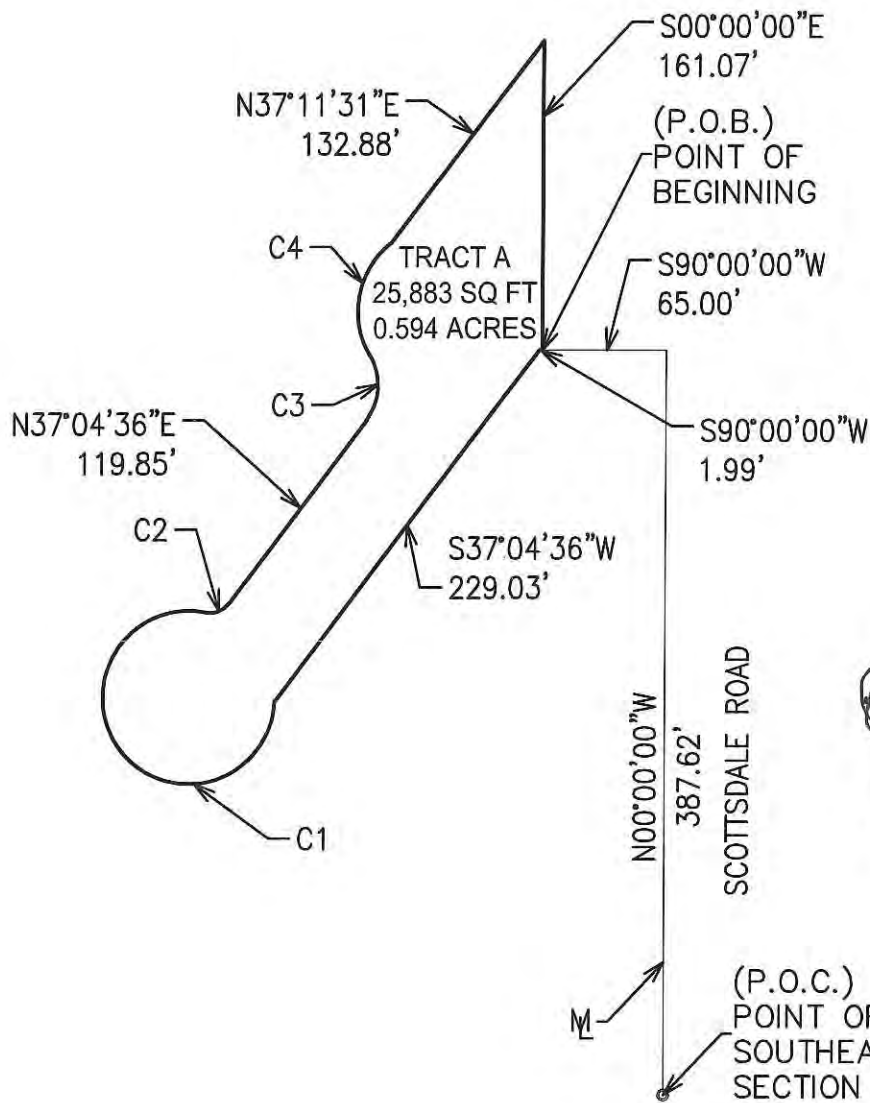 S00°00'00"E
161.07'
N37°11'31"E
132.88'
(P.O.B.)
POINT OF
BEGINNING
C4
TRACT A
25,883 SQ FT
0.594 ACRES
S90°00'00"W
65.00'
C3
N37°04'36"E
119.85'
S90°00'00"W
1.99'
C2
S37°04'36"W
229.03'
N00°00'00"W
387.62'
SCOTTSDALE ROAD
C1
ML
(P.O.C.)
POINT OF
SECTION